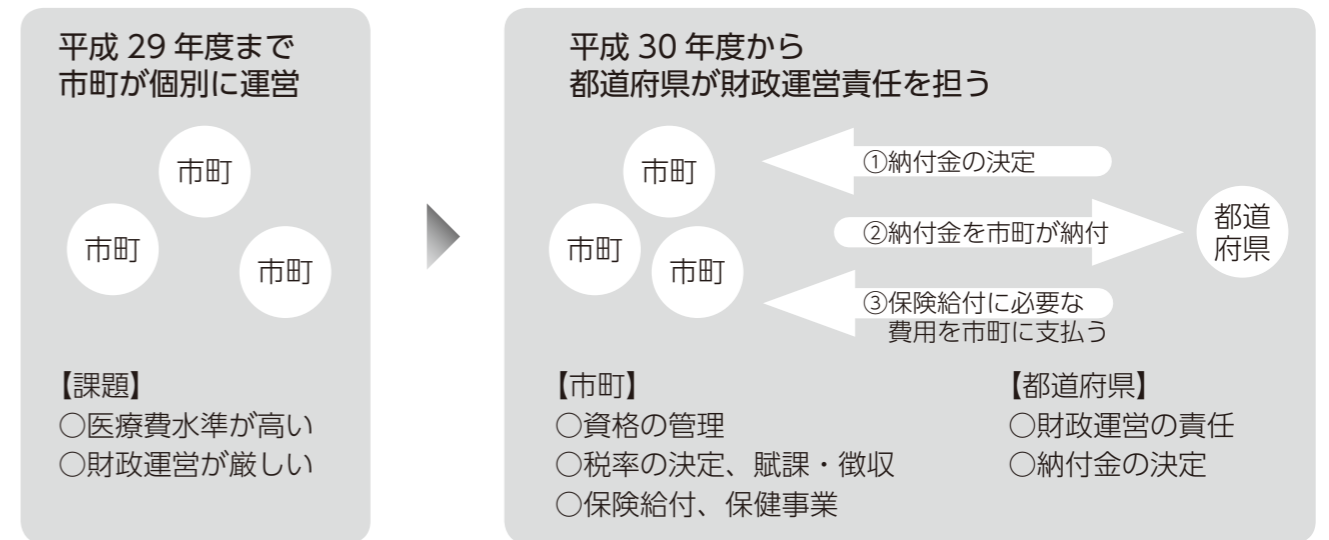 平成 29 年度まで
市町が個別に運営
市町
市町
市町
【課題】
○医療費水準が高い
○財政運営が厳しい
平成 30 年度から
都道府県が財政運営責任を担う
市町
市町
市町
①納付金の決定
②納付金を市町が納付
③保険給付に必要な
費用を市町に支払う
都道
府県
【市町】
○資格の管理
○税率の決定、賦課・徴収
○保険給付、保健事業
【都道府県】
○財政運営の責任
○納付金の決定